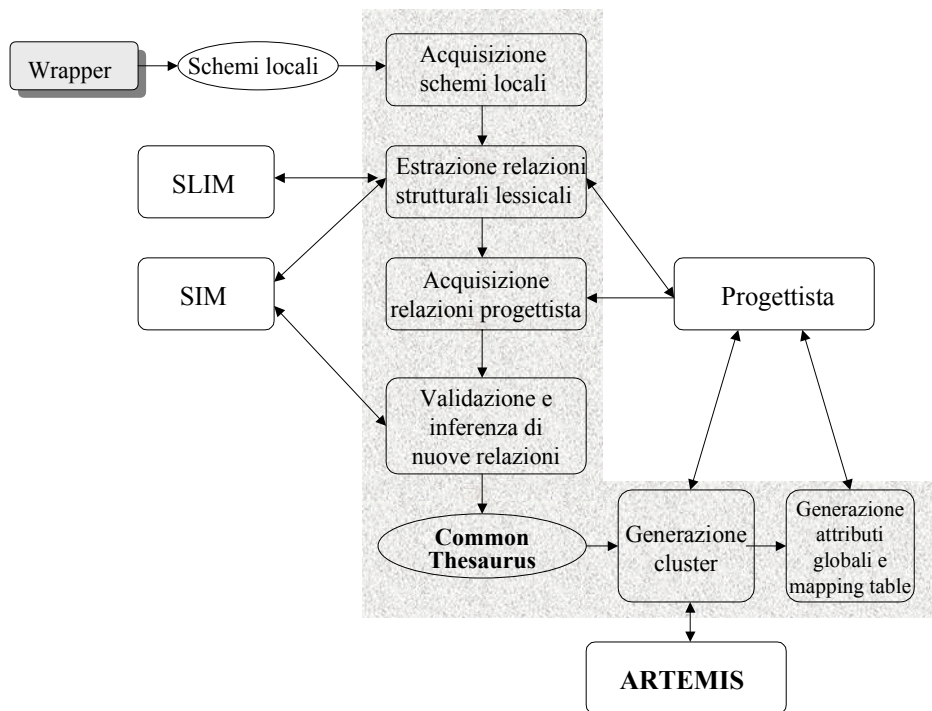 Wrapper
Schemi locali
Acquisizione
schemi locali
SLIM
Estrazione relazioni
strutturali lessicali
SIM
Acquisizione
relazioni progettista
Progettista
Validazione e
inferenza di
nuove relazioni
Common
Thesaurus
Generazione
cluster
Generazione
attributi
globali e
mapping table
ARTEMIS